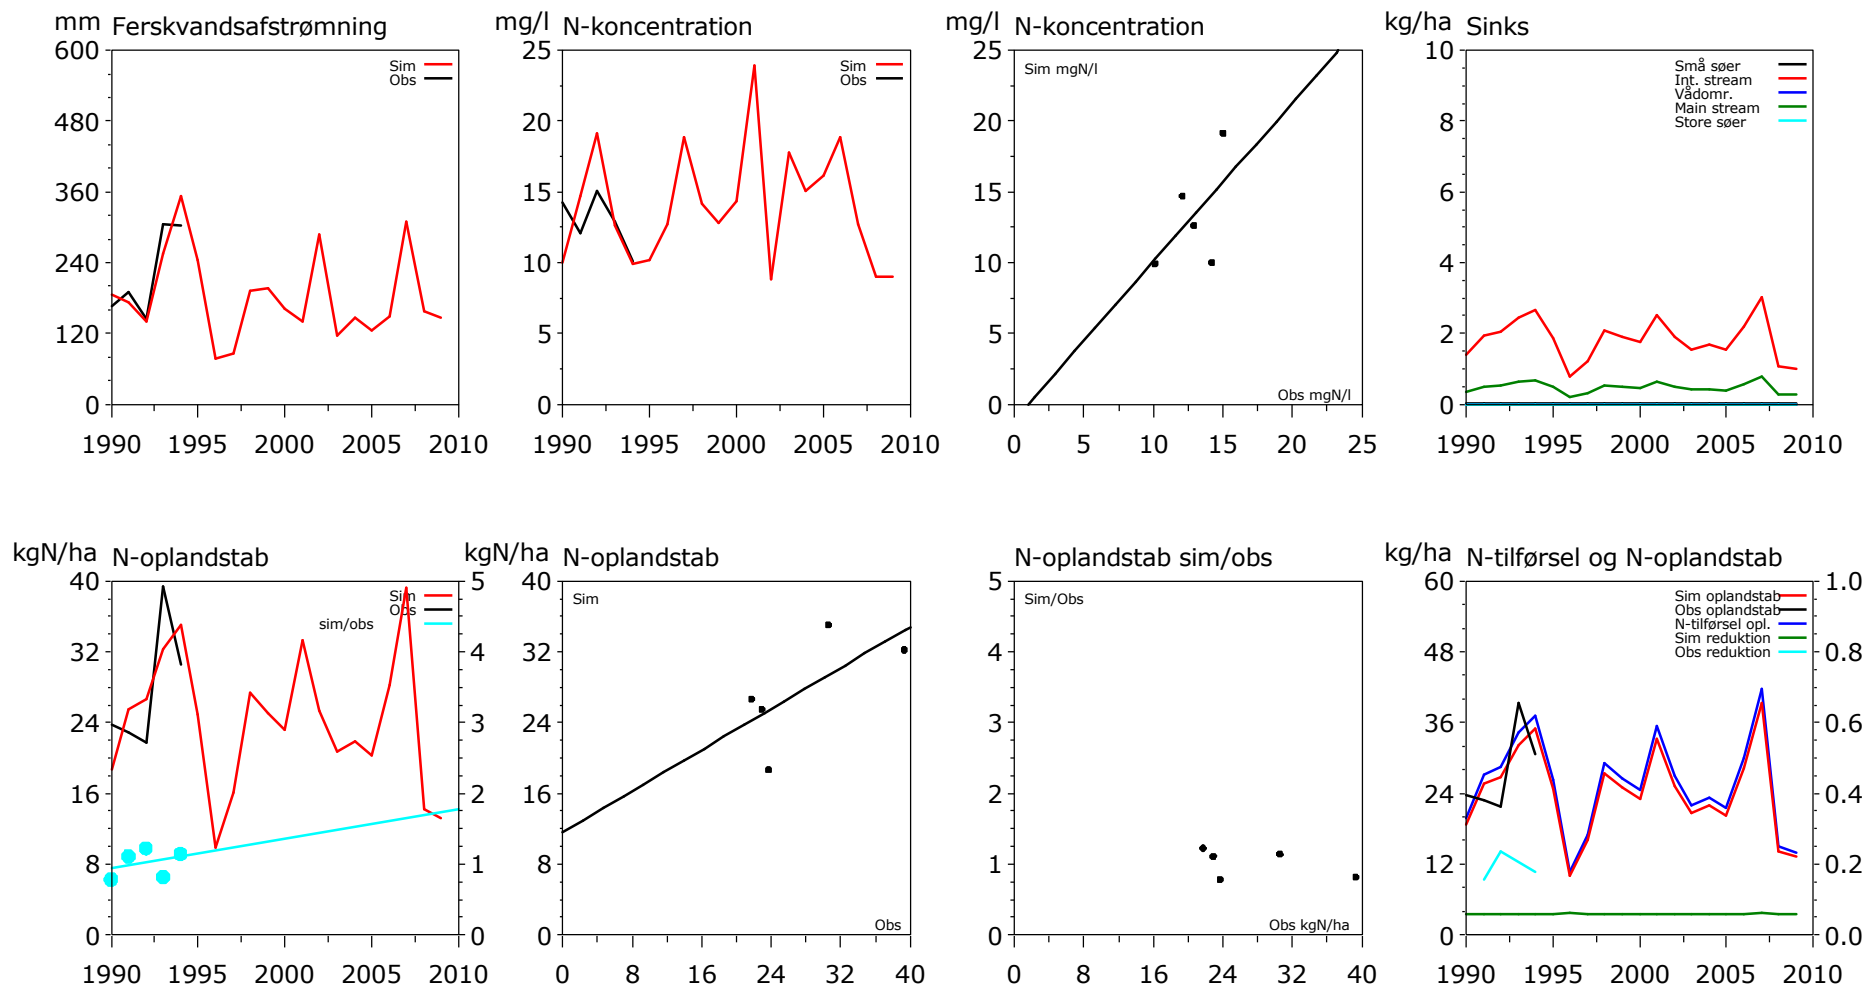 mm Ferskvandsafstrømning
600
480
360
240
120
0
Sim
Obs
1990 1995 2000 2005 2010
mg/l N-koncentration
25
20
15
10
5
0
Sim
Obs
1990 1995 2000 2005 2010
mg/l N-koncentration
25
20
15
10
5
0
Sim mgN/l
Obs mgN/l
0 5 10 15 20 25
kg/ha Sinks
10
8
6
4
2
0
Små søer
Int. stream
Vådomr.
Main stream
Store søer
1990 1995 2000 2005 2010
kgN/ha N-oplandstab
40
32
24
16
8
0
Sim
Obs
sim/obs
5
4
3
2
1
0
1990 1995 2000 2005 2010
kgN/ha N-oplandstab
40
32
24
16
8
0
Sim
Obs
0 8 16 24 32 40
N-oplandstab sim/obs
5
4
3
2
1
0
Sim/Obs
Obs kgN/ha
0 8 16 24 32 40
kg/ha N-tilførsel og N-oplandstab
60
48
36
24
12
0
Sim oplandstab
Obs oplandstab
N-tilførsel opl.
Sim reduktion
Obs reduktion
1.0
0.8
0.6
0.4
0.2
0.0
1990 1995 2000 2005 2010